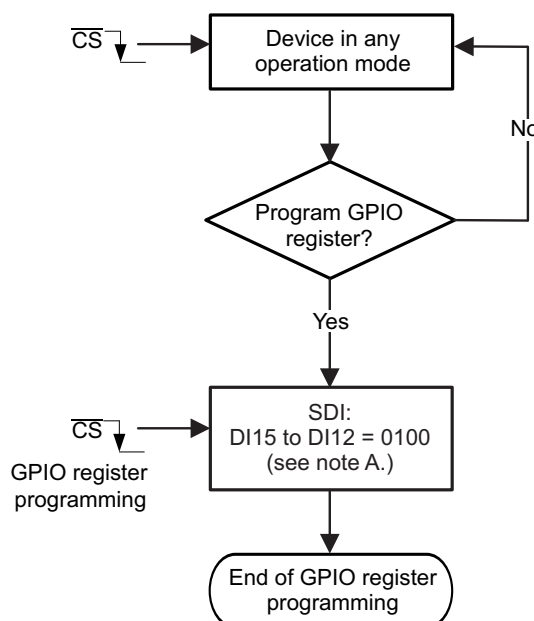 CS
Device in any
operation mode
No
Program GPIO
register?
Yes
SDI:
DI15 to DI12 = 0100
(see note A.)
CS
GPIO register
programming
End of GPIO register
programming